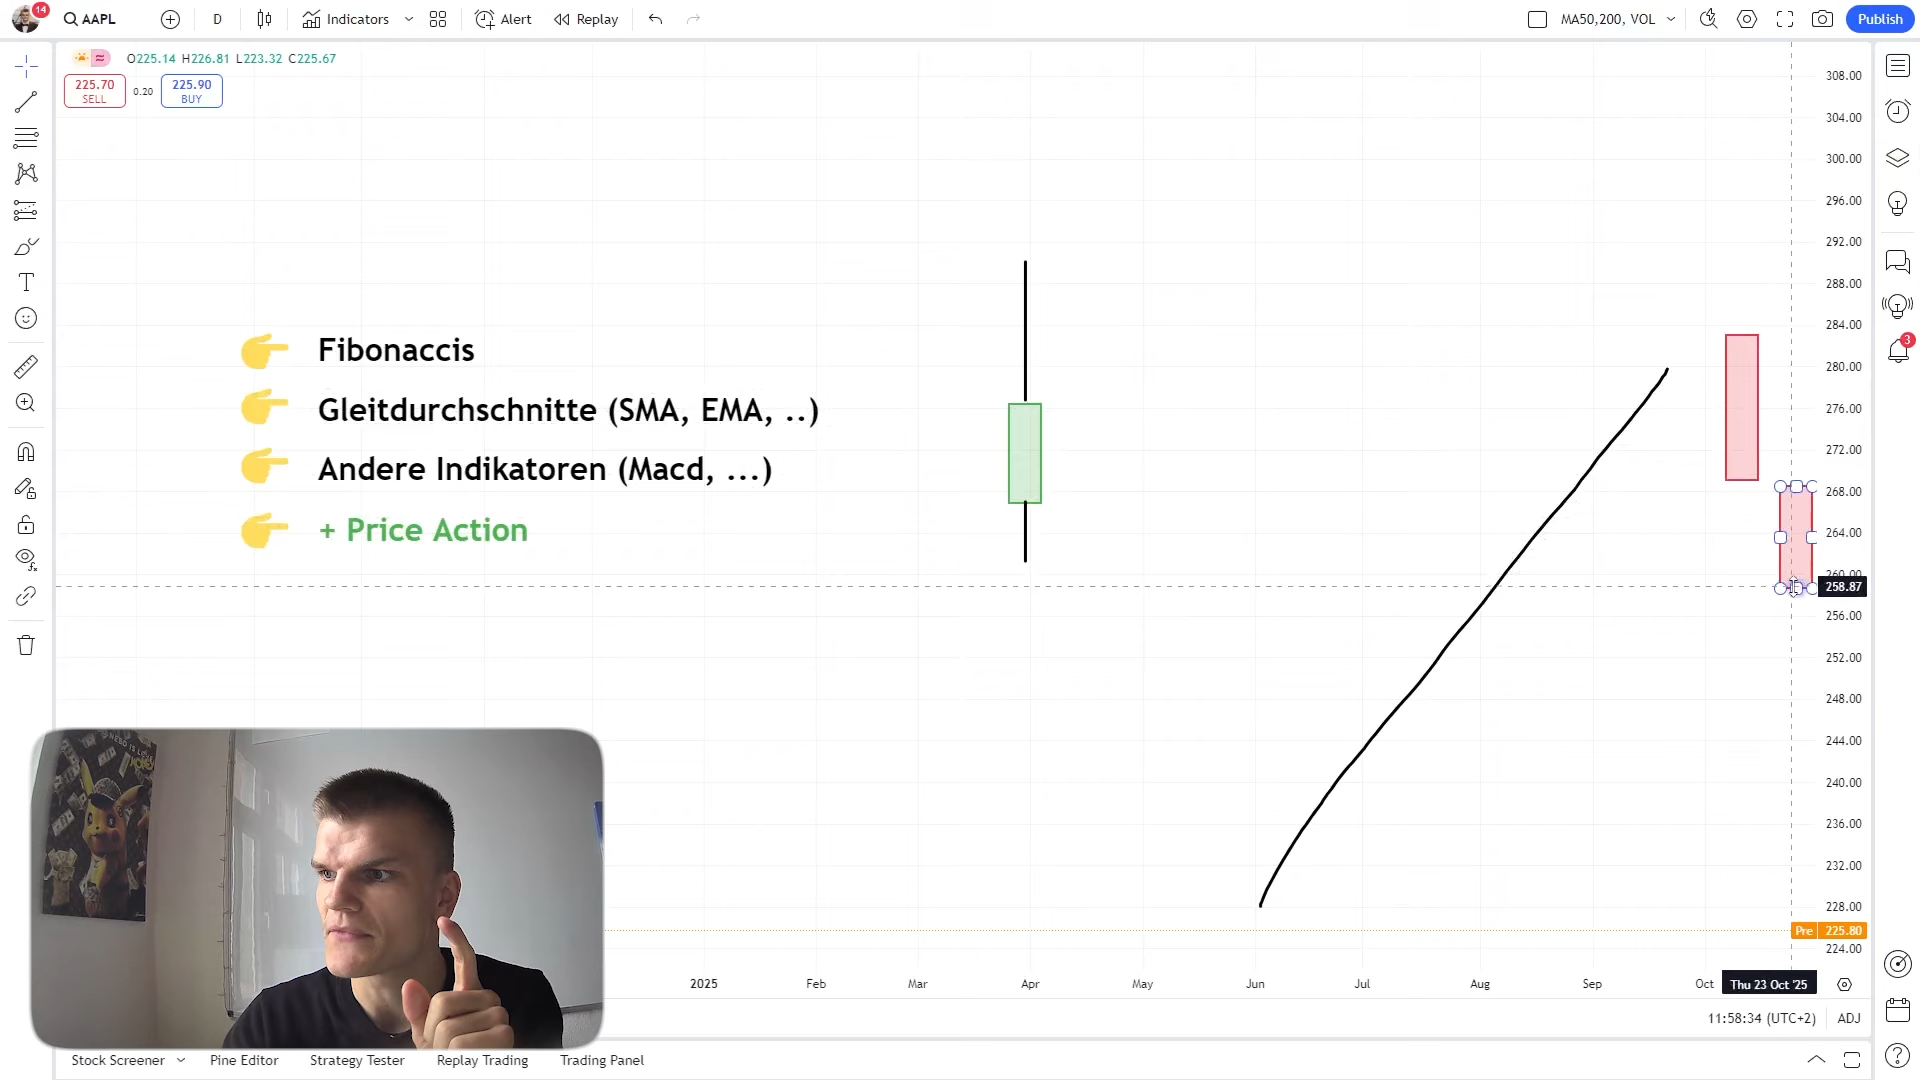 14
AAPL
D
Indicators
Alert
Replay
MA50,200, VOL
Publish
O225.14 H226.81 L223.32 C225.67
225.70
SELL
0.20
225.90
BUY
308.00
304.00
300.00
296.00
292.00
288.00
284.00
280.00
276.00
272.00
268.00
264.00
260.00
258.87
256.00
252.00
248.00
244.00
240.00
236.00
232.00
228.00
Pre 225.80
224.00
3
Fibonaccis
Gleitdurchschnitte (SMA, EMA, ..)
Andere Indikatoren (Macd, ...)
+ Price Action
2025
Feb
Mar
Apr
May
Jun
Jul
Aug
Sep
Oct
Thu 23 Oct '25
11:58:34 (UTC+2)
ADJ
Stock Screener
Pine Editor
Strategy Tester
Replay Trading
Trading Panel